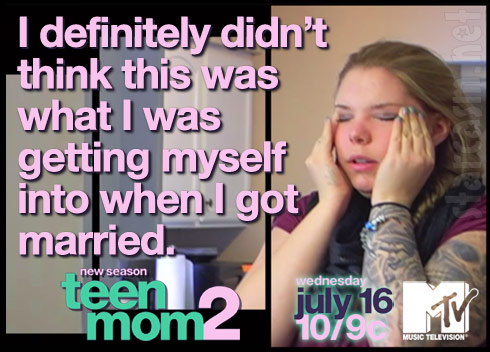 I definitely didn't
think this was
what I was
getting myself
into when I got
married.
new season
teen
mom2
wednesday
july 16
10/9c
MTV
MUSIC TELEVISION